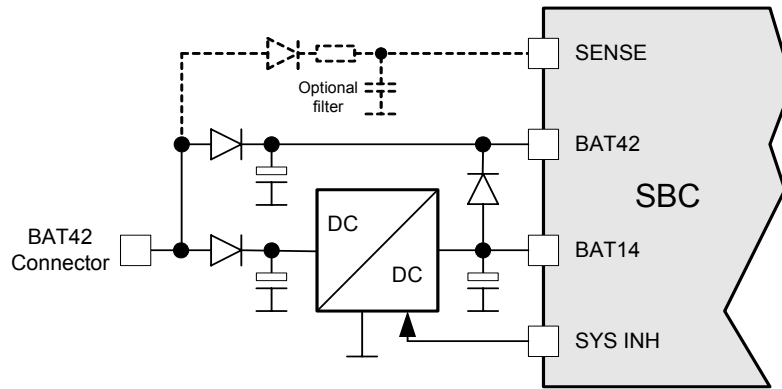 SENSE
Optional
filter
BAT42
SBC
DC
BAT42
Connector
BAT14
DC
SYS INH